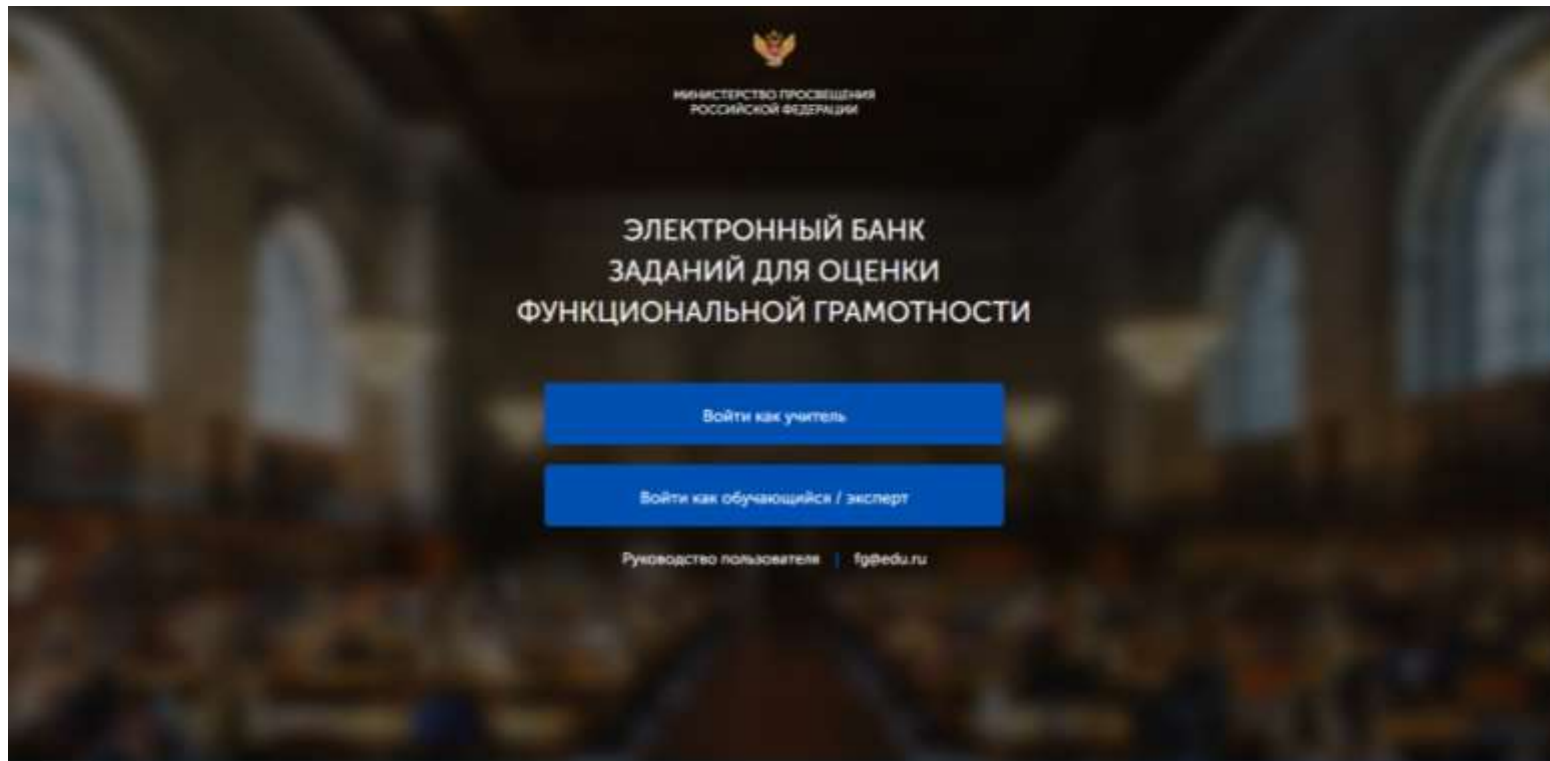 МИНИСТЕРСТВО ПРОСВЕЩЕНИЯ
РОССИЙСКОЙ ФЕДЕРАЦИИ
ЭЛЕКТРОННЫЙ БАНК
ЗАДАНИЙ ДЛЯ ОЦЕНКИ
ФУНКЦИОНАЛЬНОЙ ГРАМОТНОСТИ
Войти как учитель
Войти как обучающийся / эксперт
Руководство пользователя | fg@edu.ru